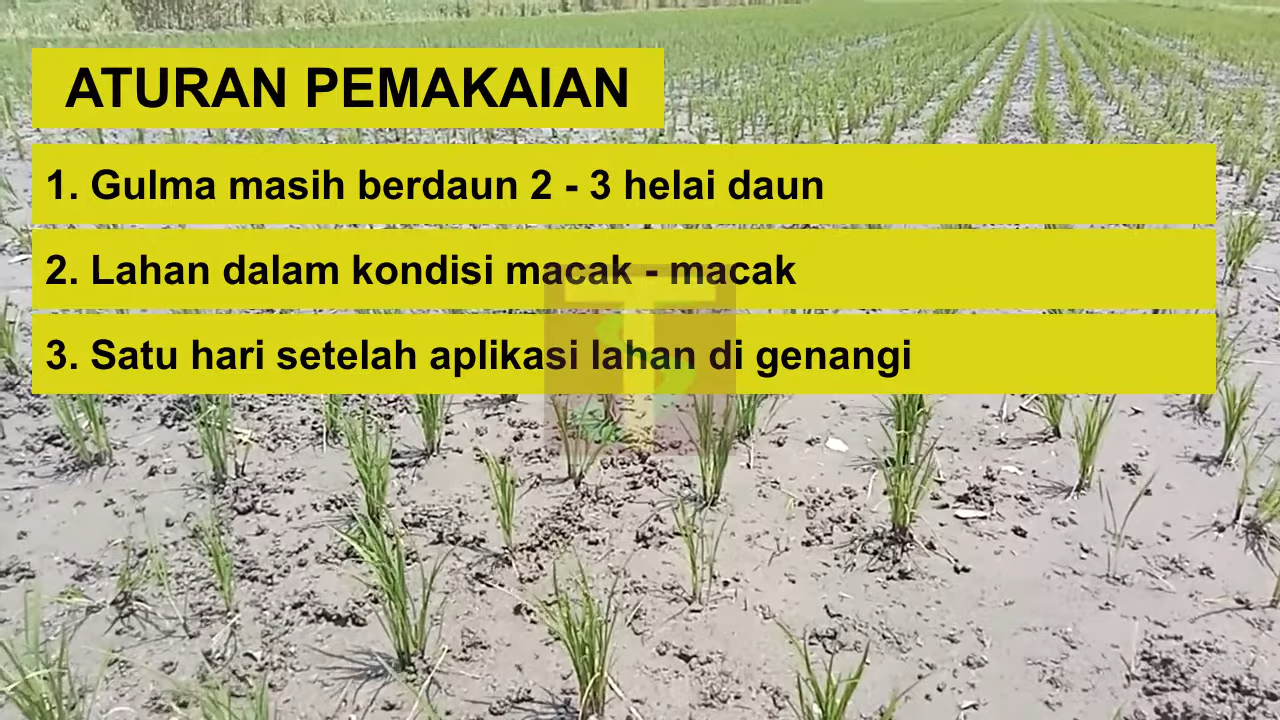 ATURAN PEMAKAIAN
1. Gulma masih berdaun 2 - 3 helai daun
2. Lahan dalam kondisi macak - macak
3. Satu hari setelah aplikasi lahan di genangi
T